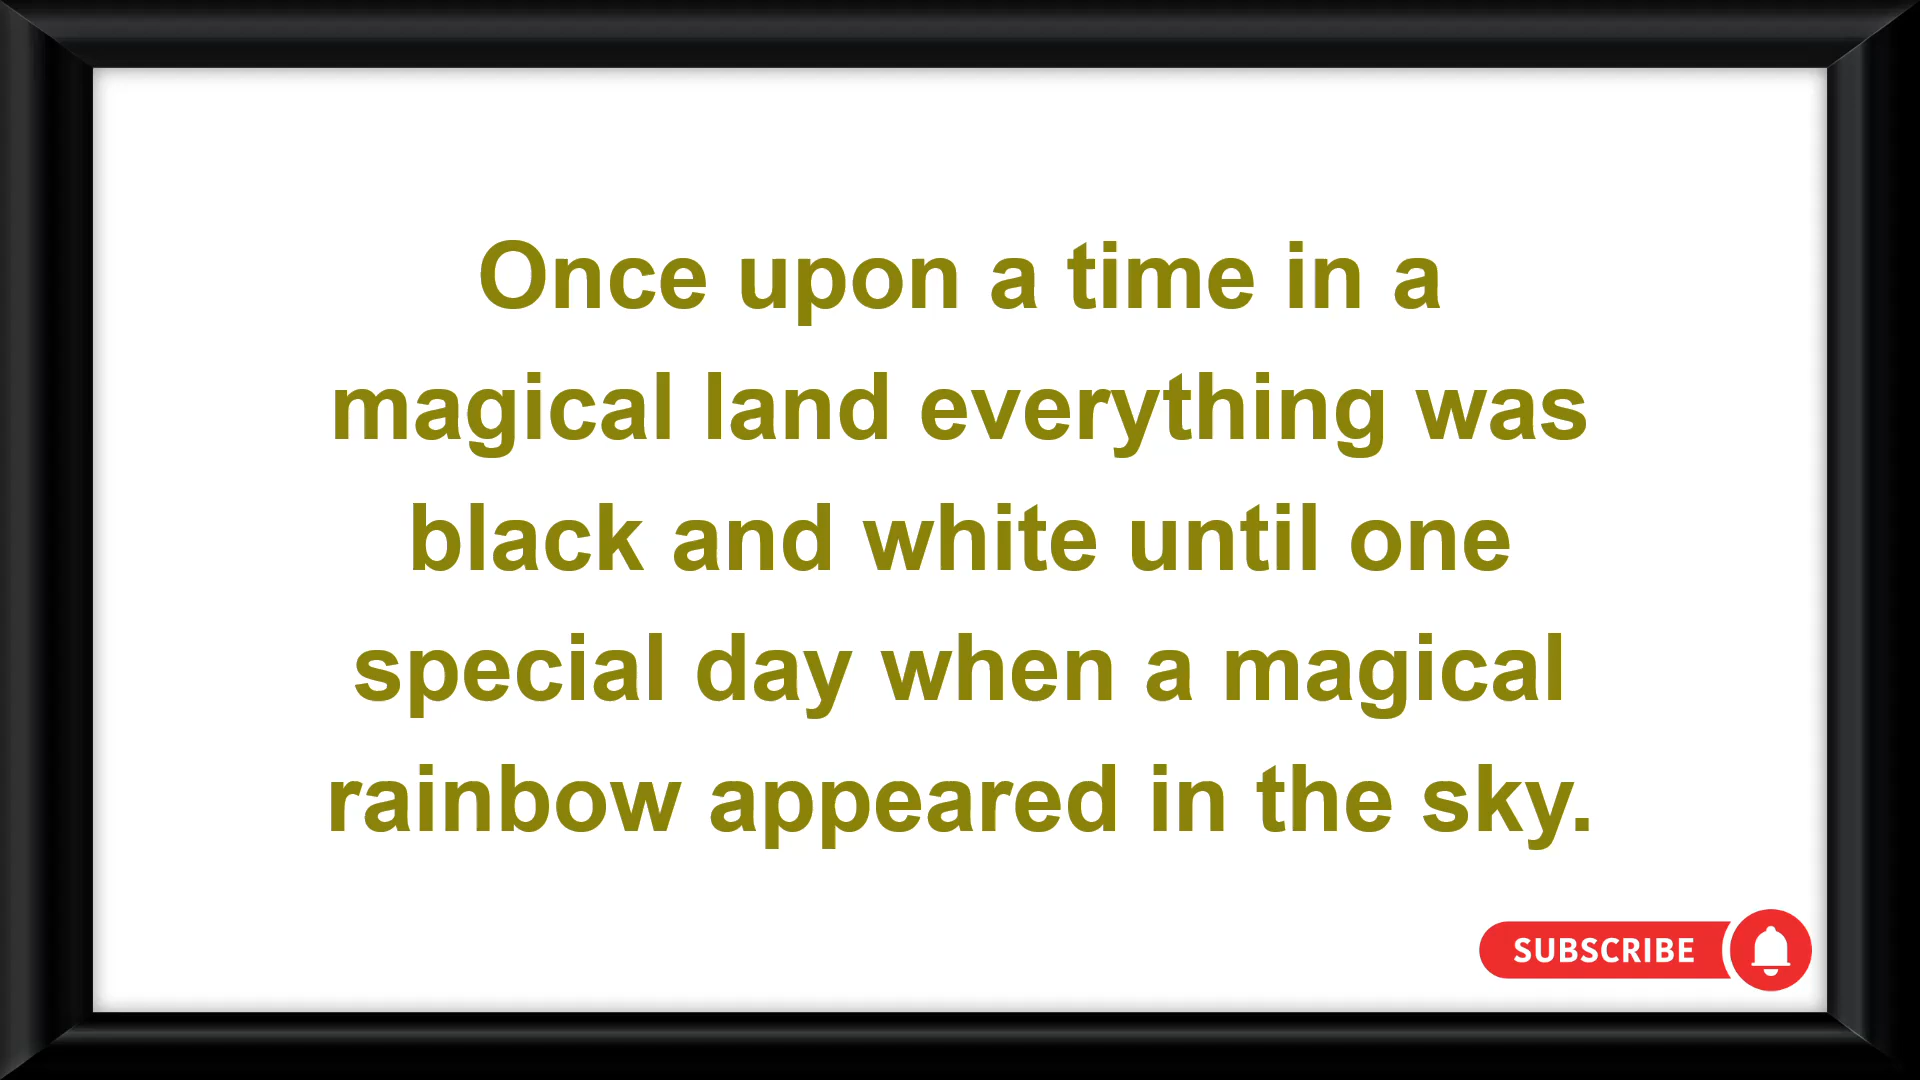 Once upon a time in a
magical land everything was
black and white until one
special day when a magical
rainbow appeared in the sky.
SUBSCRIBE